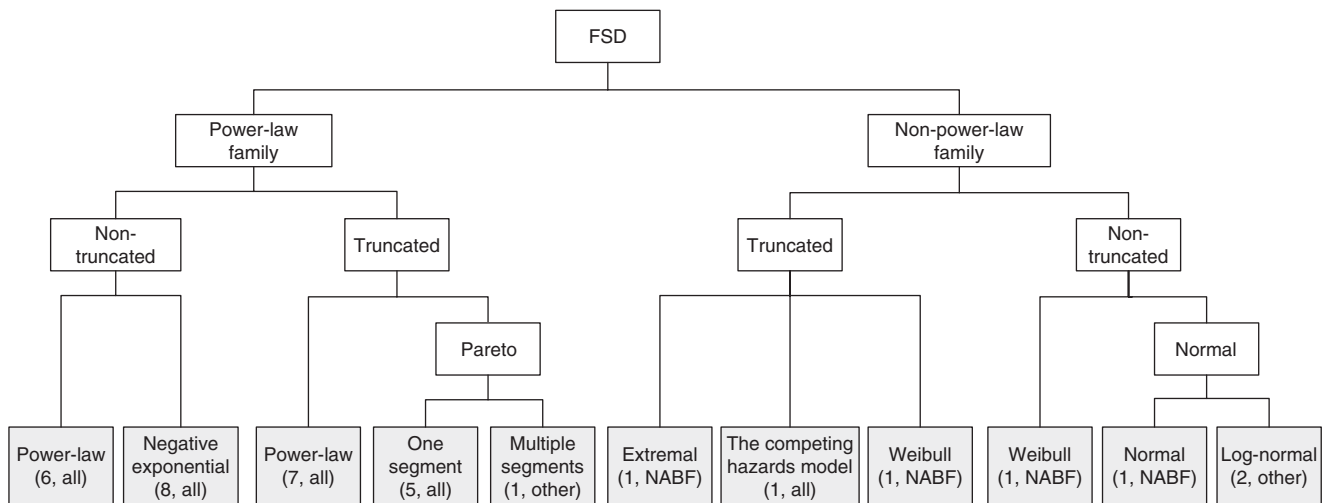 FSD
Power-law
family
Non-power-law
family
Non-
truncated
Truncated
Truncated
Non-
truncated
Pareto
Normal
Power-law
(6, all)
Negative
exponential
(8, all)
Power-law
(7, all)
One
segment
(5, all)
Multiple
segments
(1, other)
Extremal
(1, NABF)
The competing
hazards model
(1, all)
Weibull
(1, NABF)
Weibull
(1, NABF)
Normal
(1, NABF)
Log-normal
(2, other)